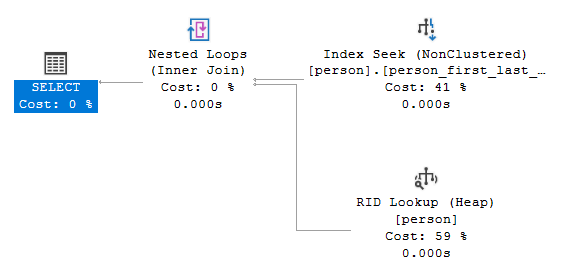 SELECT
Cost: 0 %
Nested Loops
(Inner Join)
Cost: 0 %
0.000s
Index Seek (NonClustered)
[person].[person_first_last_…
Cost: 41 %
0.000s
RID Lookup (Heap)
[person]
Cost: 59 %
0.000s